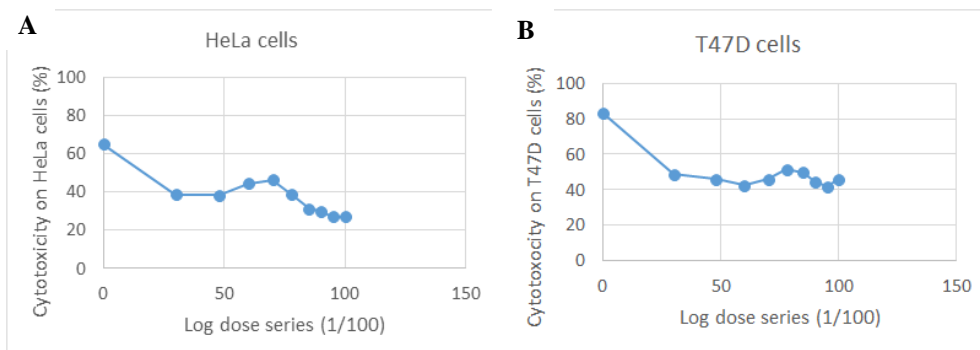 A
HeLa cells
Cytotoxicity on HeLa cells (%)
100
80
60
40
20
0
0 50 100 150
Log dose series (1/100)
B
T47D cells
Cytotoxocity on T47D cells (%)
100
80
60
40
20
0
0 50 100 150
Log dose series (1/100)